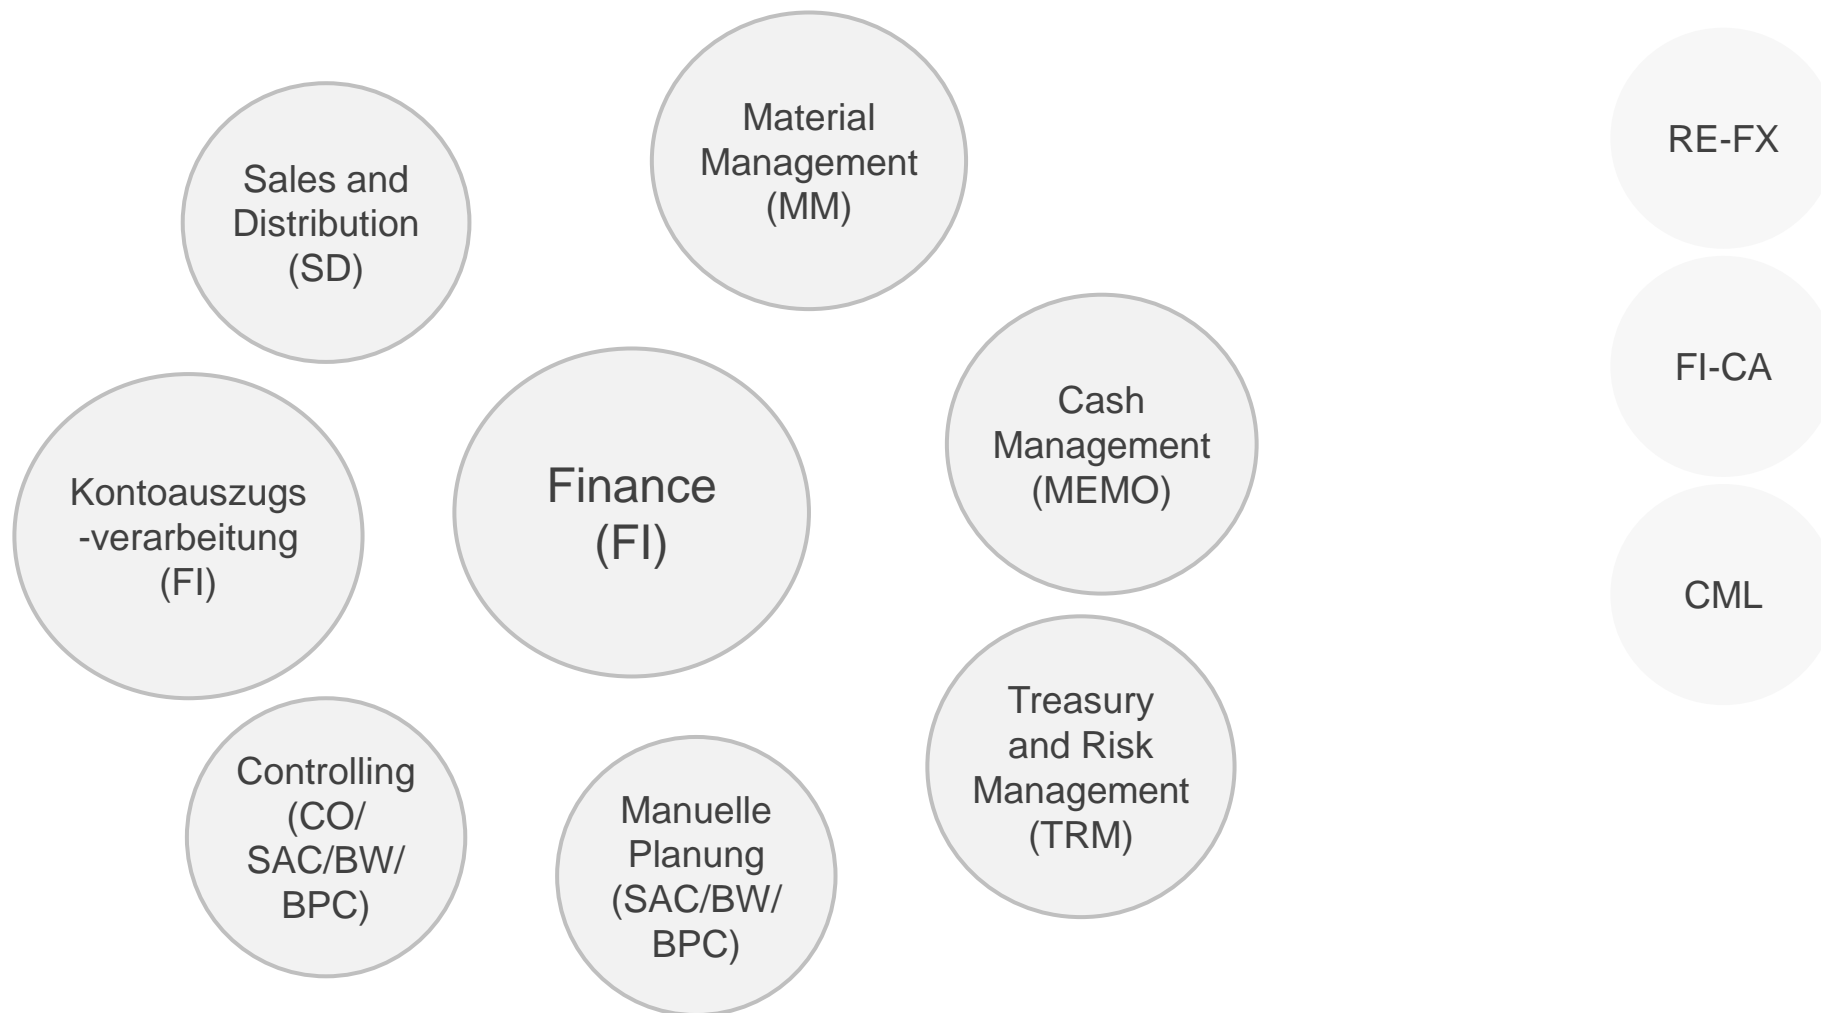 Material
Management
(MM)
Sales and
Distribution
(SD)
RE-FX
FI-CA
Cash
Management
(MEMO)
Finance
(FI)
Kontoauszugs
-verarbeitung
(FI)
CML
Treasury
and Risk
Management
(TRM)
Controlling
(CO/
SAC/BW/
BPC)
Manuelle
Planung
(SAC/BW/
BPC)